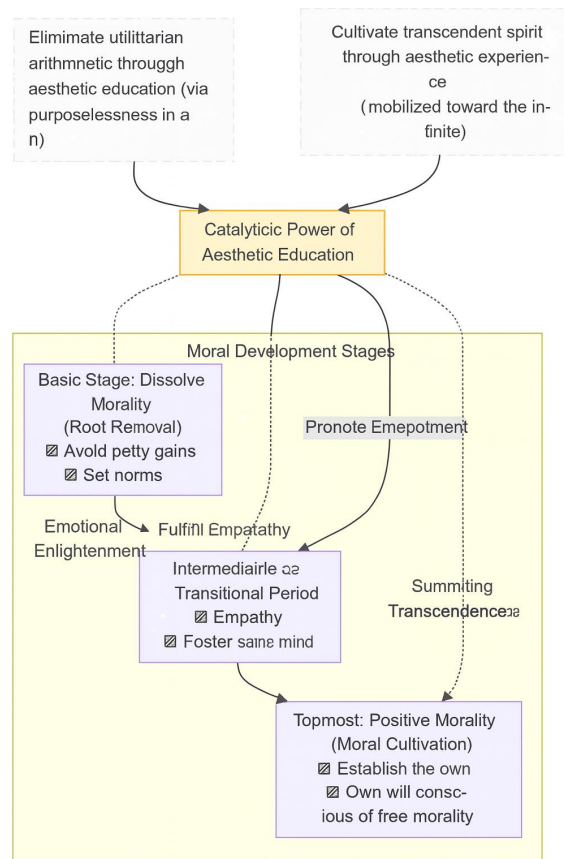 Elimimate utilittarian
arithmnetic througgh
aesthetic education (via
purposelessness in a
n)
Cultivate transcendent spirit
through aesthetic experien-
ce
(mobilized toward the in-
finite)
Catalyticic Power of
Aesthetic Education
Moral Development Stages
Basic Stage: Dissolve
Morality
(Root Removal)
Avold petty gains
Set norms
Pronote Emepotment
Emotional
Enlightenment
Fulfifil Empatathy
Intermediairle
Transitional Period
Empathy
Foster same mind
Summiting
Transcendence
Topmost: Positive Morality
(Moral Cultivation)
Establish the own
Own will consc-
ious of free morality